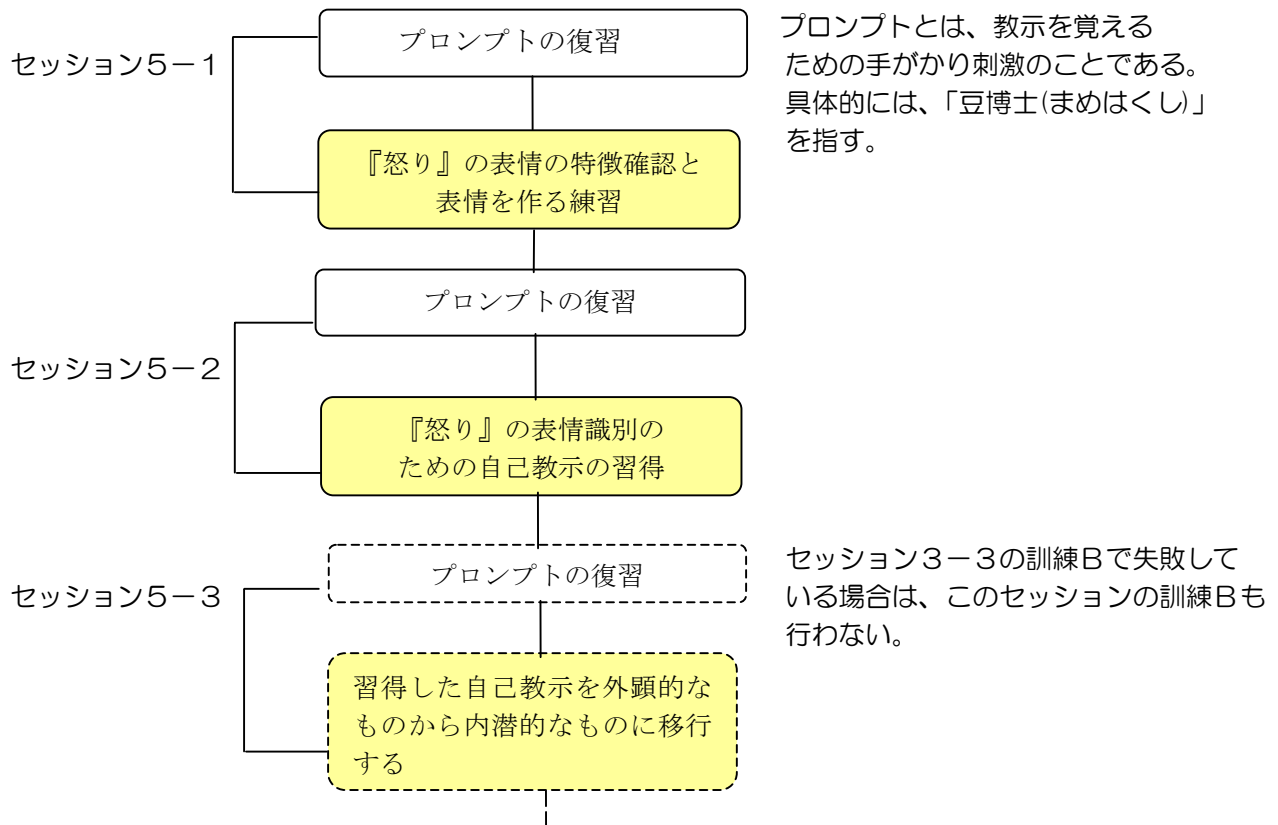 セッション5-1
プロンプトの復習
『怒り』の表情の特徴確認と
表情を作る練習
プロンプトとは、教示を覚える
ための手がかり刺激のことである。
具体的には、「豆博士(まめはくし)」
を指す。
セッション5-2
プロンプトの復習
『怒り』の表情識別の
ための自己教示の習得
セッション5-3
プロンプトの復習
習得した自己教示を外顕的な
ものから内潜的なものに移行
する
セッション3-3の訓練Bで失敗して
いる場合は、このセッションの訓練Bも
行わない。